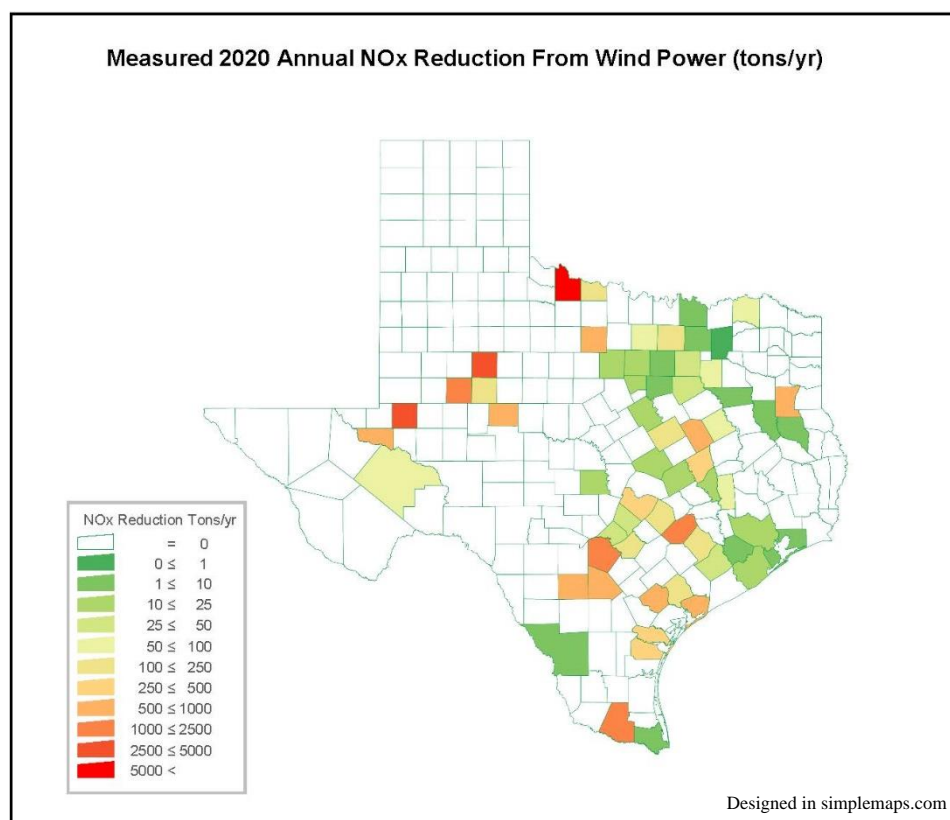 Measured 2020 Annual NOx Reduction From Wind Power (tons/yr)
NOx Reduction Tons/yr
= 0
0 ≤ 1
1 ≤ 10
10 ≤ 25
25 ≤ 50
50 ≤ 100
100 ≤ 250
250 ≤ 500
500 ≤ 1000
1000 ≤ 2500
2500 ≤ 5000
5000 <
Designed in simplemaps.com